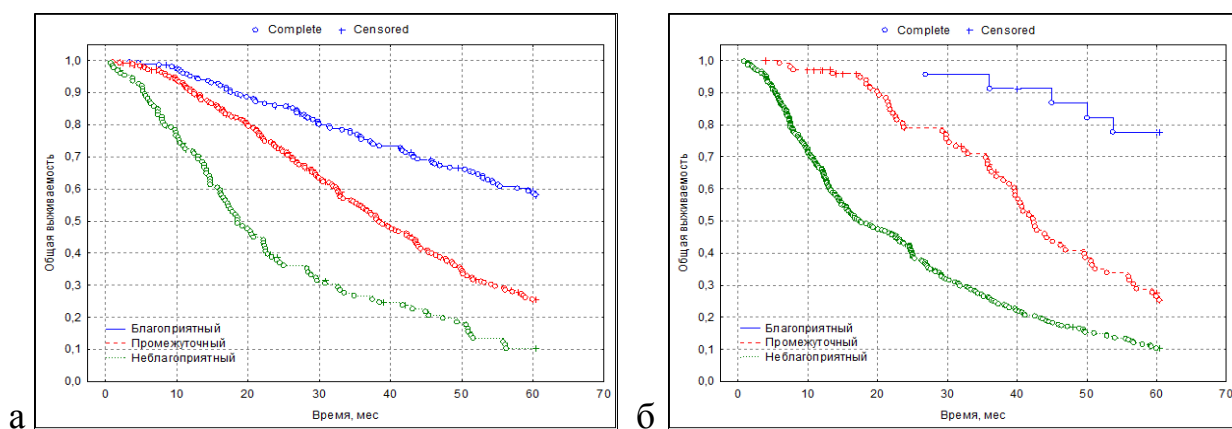 Complete Censored
Общая выживаемость
1,0
0,9
0,8
0,7
0,6
0,5
0,4
0,3
0,2
0,1
0,0
Благоприятный
Промежуточный
Неблагоприятный
0 10 20 30 40 50 60 70
Время, мес
а
Complete Censored
Общая выживаемость
1,0
0,9
0,8
0,7
0,6
0,5
0,4
0,3
0,2
0,1
0,0
Благоприятный
Промежуточный
Неблагоприятный
0 10 20 30 40 50 60 70
Время, мес
б